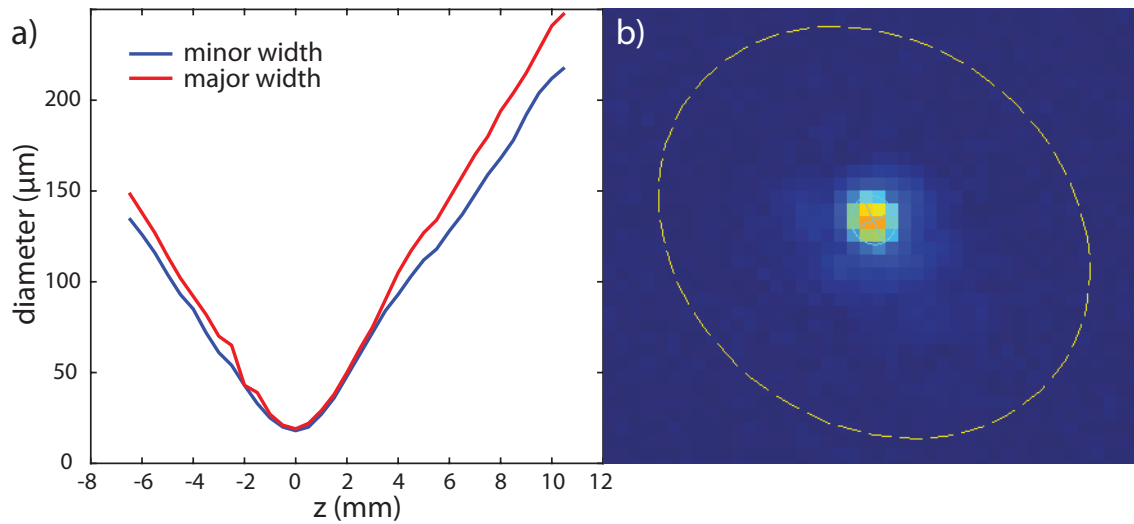 a)
minor width
major width
diameter (µm)
200
150
100
50
0
-8 -6 -4 -2 0 2 4 6 8 10 12
z (mm)
b)